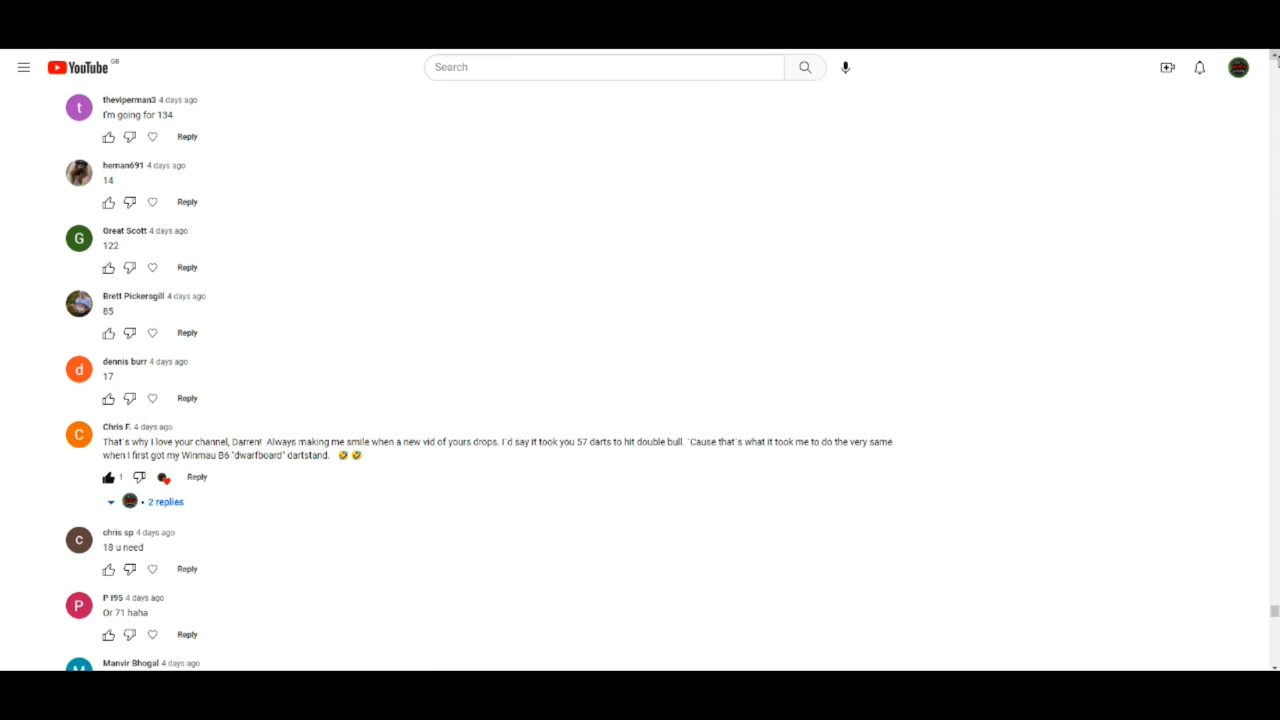 YouTube GB
Search
t
theviperman3 4 days ago
I'm going for 134
Reply
heman691 4 days ago
14
Reply
G
Great Scott 4 days ago
122
Reply
Brett Pickersgill 4 days ago
85
Reply
d
dennis burr 4 days ago
17
Reply
C
Chris F. 4 days ago
That´s why I love your channel, Darren! Always making me smile when a new vid of yours drops. I´d say it took you 57 darts to hit double bull. ´Cause that´s what it took me to do the very same
when I first got my Winmau B6 "dwarfboard" dartstand. 🤣 🤣
1 Reply
2 replies
c
chris sp 4 days ago
18 u need
Reply
P
P I95 4 days ago
Or 71 haha
Reply
M
Manvir Bhogal 4 days ago